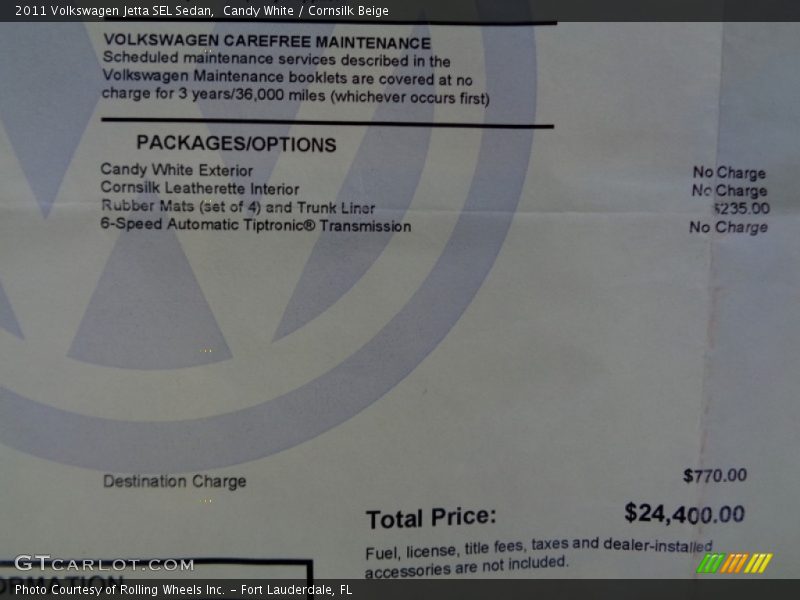 2011 Volkswagen Jetta SEL Sedan, Candy White / Cornsilk Beige
VOLKSWAGEN CAREFREE MAINTENANCE
Scheduled maintenance services described in the
Volkswagen Maintenance booklets are covered at no
charge for 3 years/36,000 miles (whichever occurs first)
PACKAGES/OPTIONS
Candy White Exterior No Charge
Cornsilk Leatherette Interior No Charge
Rubber Mats (set of 4) and Trunk Liner $235.00
6-Speed Automatic Tiptronic® Transmission No Charge
Destination Charge $770.00
Total Price: $24,400.00
Fuel, license, title fees, taxes and dealer-installed
accessories are not included.
GTCARLOT.COM
Photo Courtesy of Rolling Wheels Inc. – Fort Lauderdale, FL